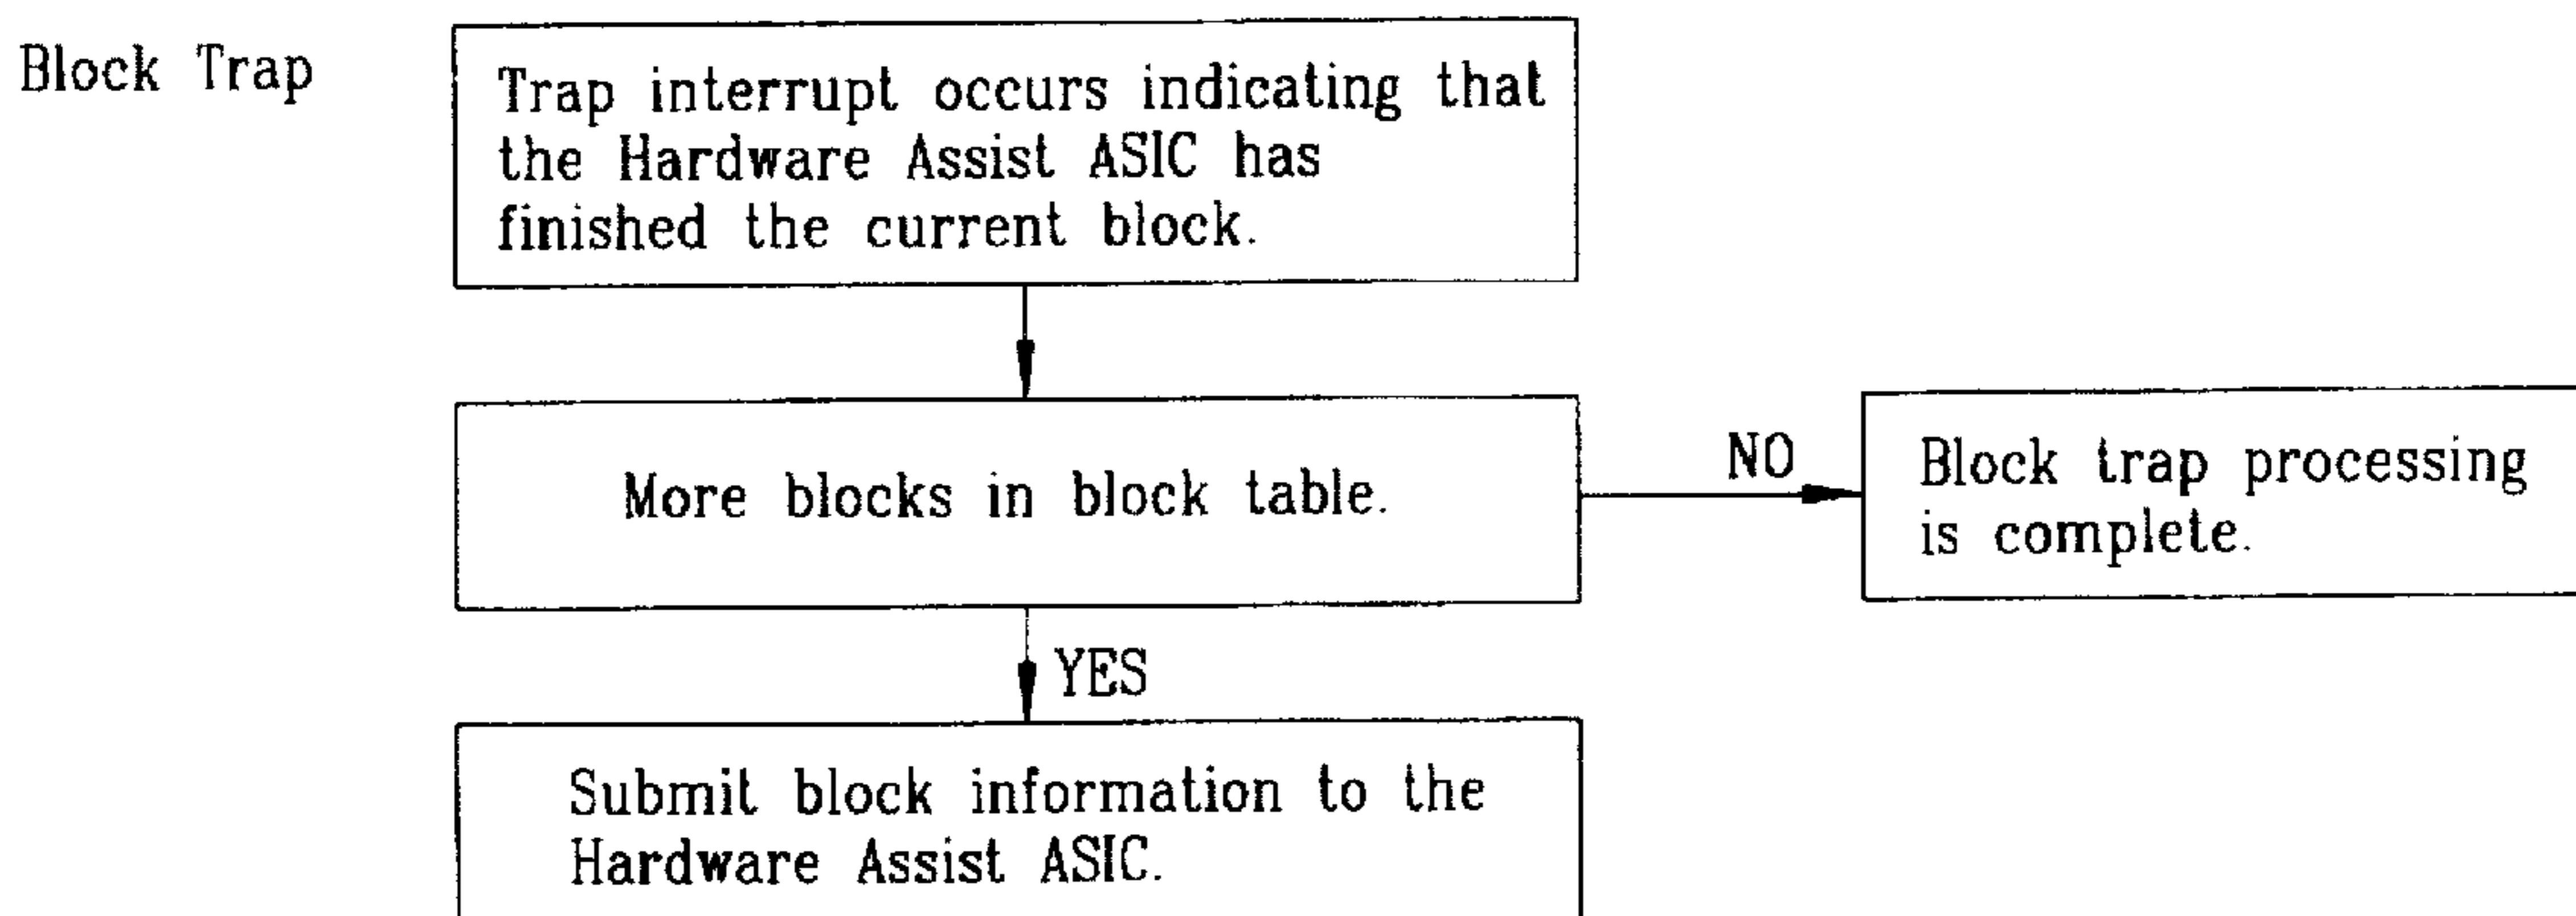 Block Trap
Trap interrupt occurs indicating that
the Hardware Assist ASIC has
finished the current block.
More blocks in block table.
NO
Block trap processing
is complete.
YES
Submit block information to the
Hardware Assist ASIC.